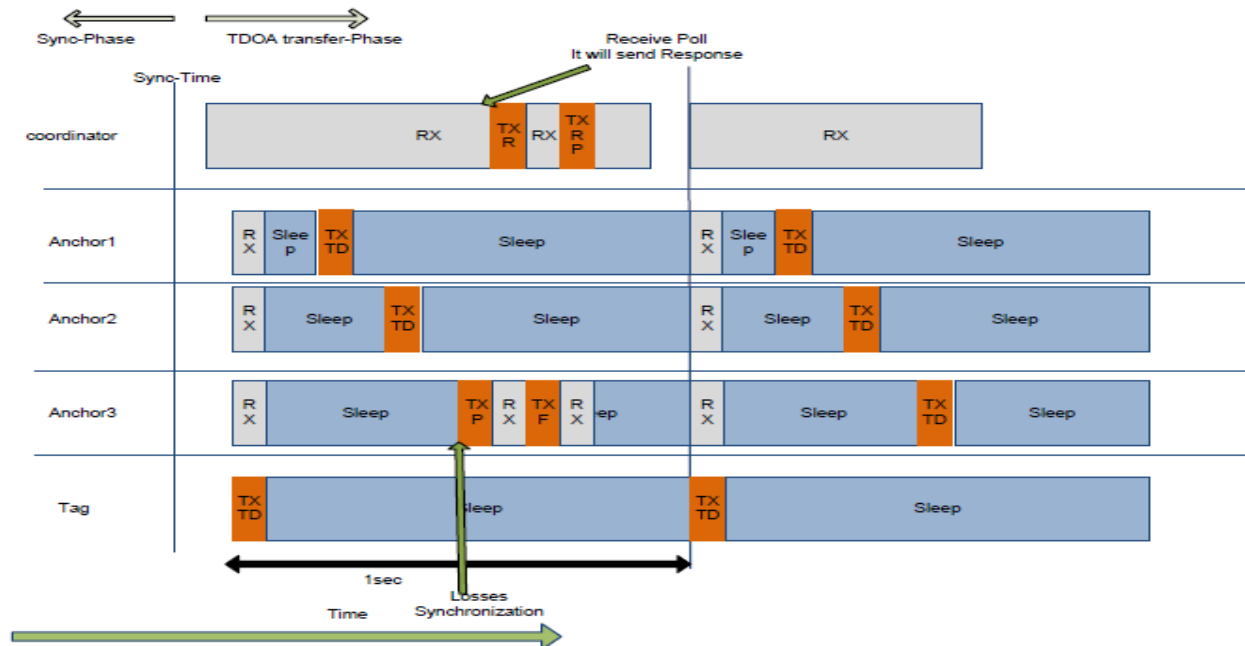 Sync-Phase
TDOA transfer-Phase
Receive Poll
It will send Response
Sync-Time
coordinator
RX
TX
R
RX
TX
R
P
RX
Anchor1
R
X
Slee
p
TX
TD
Sleep
R
X
Slee
p
TX
TD
Sleep
Anchor2
R
X
Sleep
TX
TD
Sleep
R
X
Sleep
TX
TD
Sleep
Anchor3
R
X
Sleep
TX
P
R
X
TX
F
R
X
eep
R
X
Sleep
TX
TD
Sleep
Tag
TX
TD
Sleep
TX
TD
Sleep
1sec
Losses
Synchronization
Time